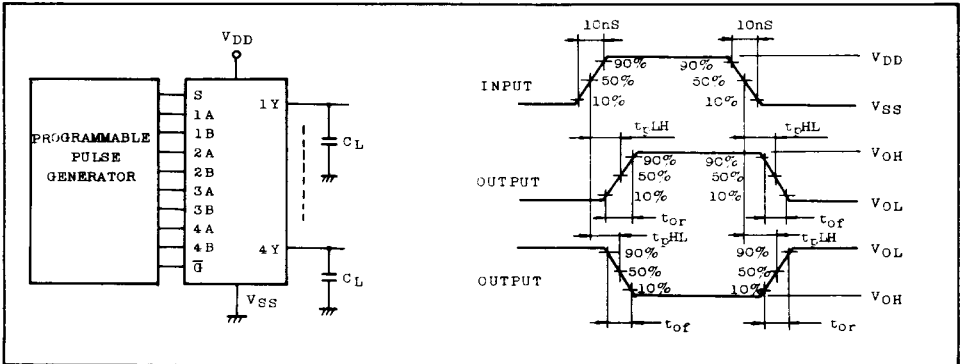 VDD
PROGRAMMABLE
PULSE
GENERATOR
S
1A
1B
2A
2B
3A
3B
4A
4B
G̅
1Y
4Y
CL
CL
VSS
10nS
10nS
INPUT
90%
50%
10%
90%
50%
10%
VDD
VSS
tpLH
tpHL
OUTPUT
90%
50%
10%
90%
50%
10%
VOH
VOL
tor
tof
tpHL
tpLH
OUTPUT
90%
50%
10%
90%
50%
10%
VOL
VOH
tof
tor